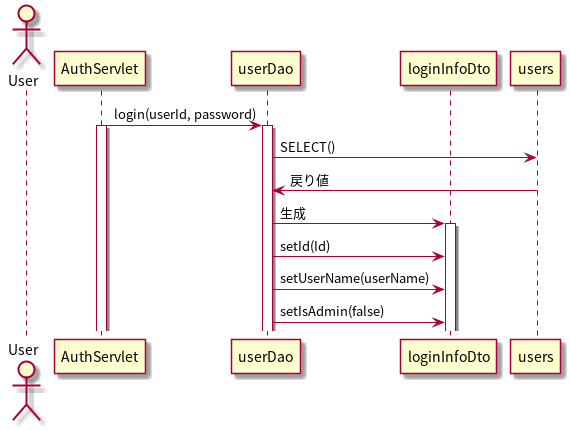 User
AuthServlet
userDao
loginInfoDto
users
login(userId, password)
SELECT()
戻り値
生成
setId(Id)
setUserName(userName)
setIsAdmin(false)
User
AuthServlet
userDao
loginInfoDto
users